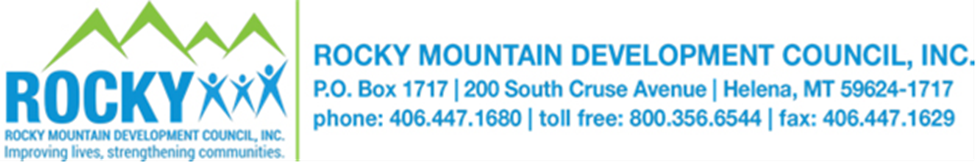 ROCKY
ROCKY MOUNTAIN DEVELOPMENT COUNCIL, INC.
Improving lives, strengthening communities.
ROCKY MOUNTAIN DEVELOPMENT COUNCIL, INC.
P.O. Box 1717 | 200 South Cruse Avenue | Helena, MT 59624-1717
phone: 406.447.1680 | toll free: 800.356.6544 | fax: 406.447.1629